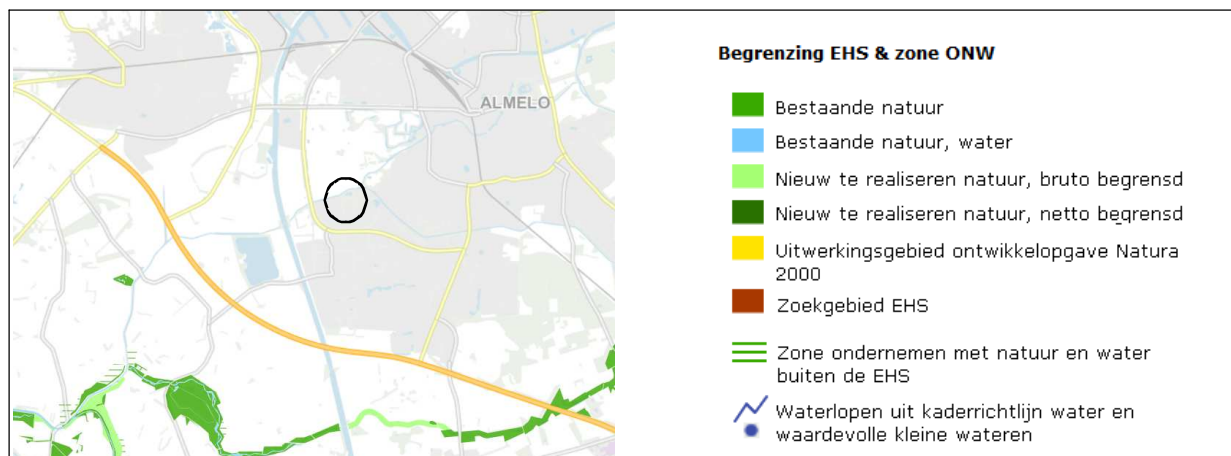 ALMELO
Begrenzing EHS & zone ONW
Bestaande natuur
Bestaande natuur, water
Nieuw te realiseren natuur, bruto begrensd
Nieuw te realiseren natuur, netto begrensd
Uitwerkingsgebied ontwikkelopgave Natura
2000
Zoekgebied EHS
Zone ondernemen met natuur en water
buiten de EHS
Waterlopen uit kaderrichtlijn water en
waardevolle kleine wateren